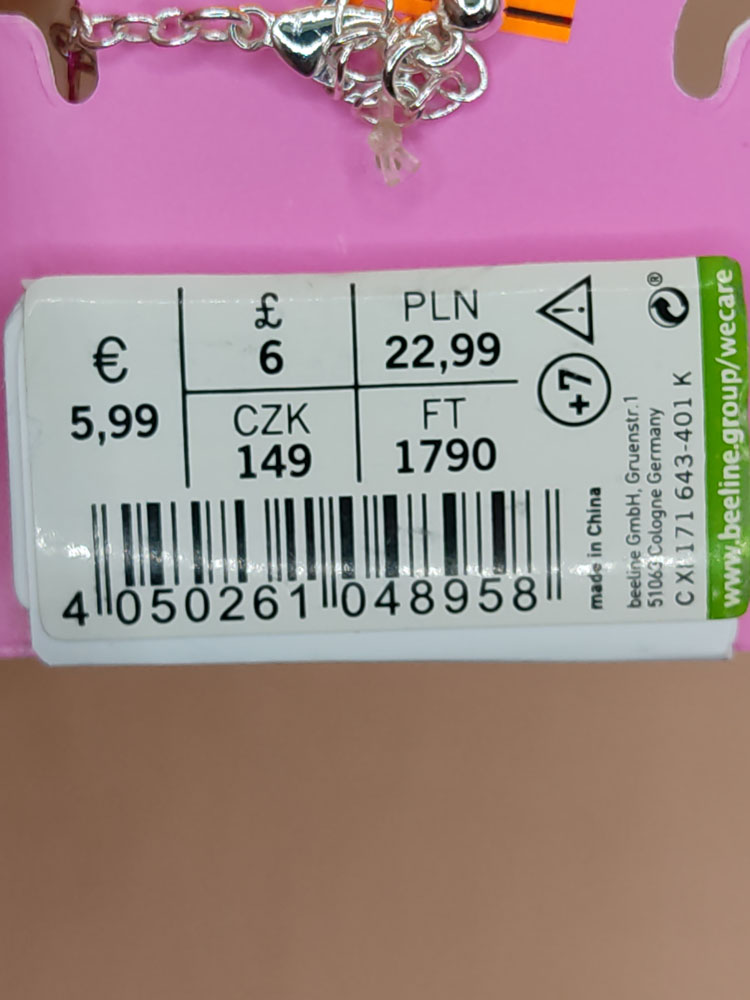 €
5,99
£
6
PLN
22,99
CZK
149
FT
1790
+7
4 050261 048958
made in China
beeline GmbH, Gruenstr.1
51063 Cologne Germany
171 643-401 K
www.beeline.group/wecare